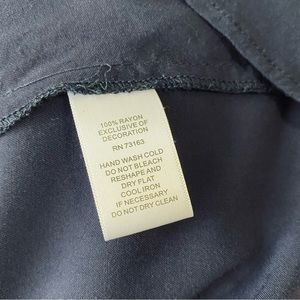 100% RAYON
EXCLUSIVE OF
DECORATION
RN 73163
HAND WASH COLD
DO NOT BLEACH
RESHAPE AND
DRY FLAT
COOL IRON
IF NECESSARY
DO NOT DRY CLEAN